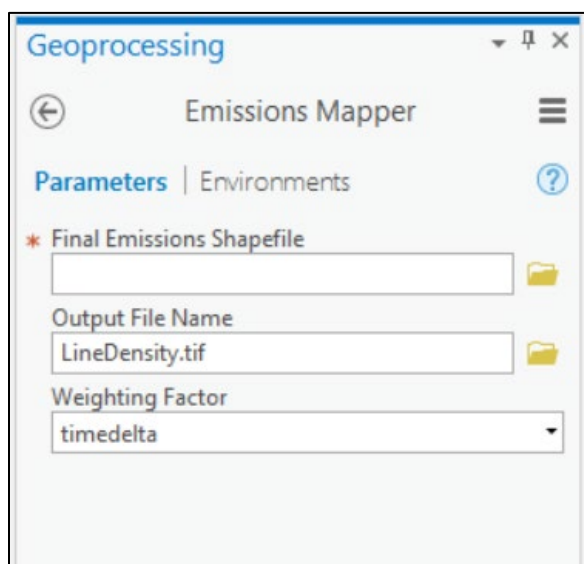 Geoprocessing
Emissions Mapper
Parameters | Environments
* Final Emissions Shapefile
Output File Name
LineDensity.tif
Weighting Factor
timedelta